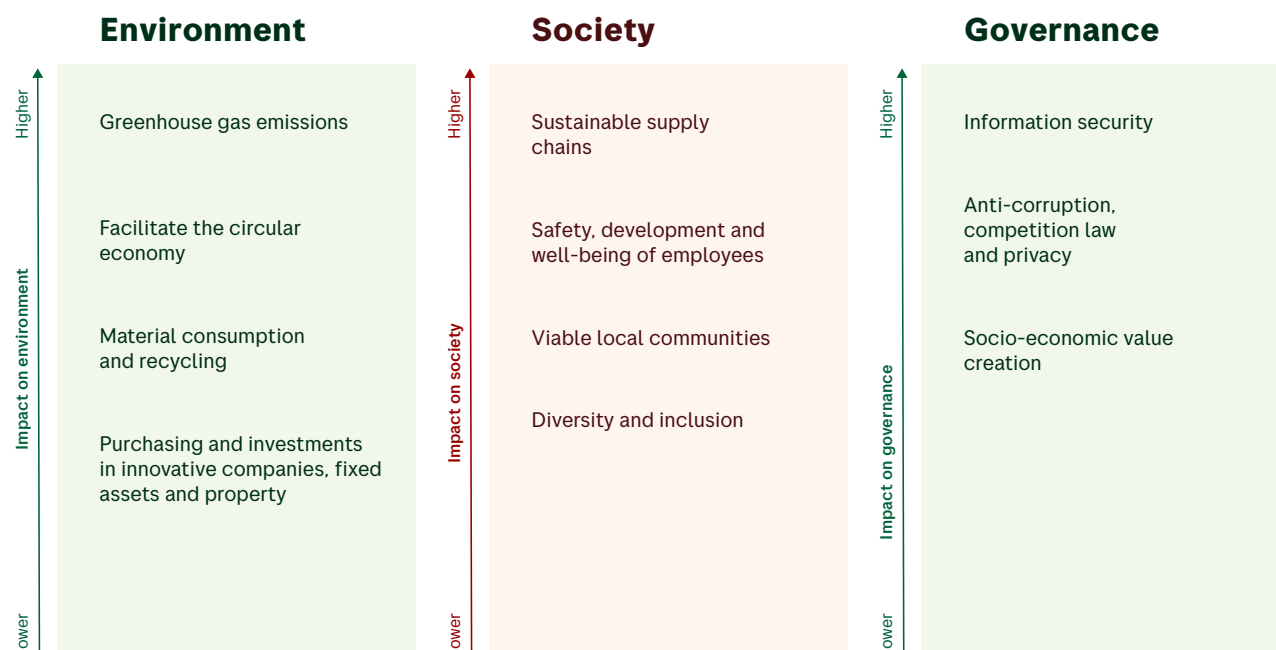 Environment
Higher
Impact on environment
ower
Greenhouse gas emissions
Facilitate the circular
economy
Material consumption
and recycling
Purchasing and investments
in innovative companies, fixed
assets and property
Society
Higher
Impact on society
ower
Sustainable supply
chains
Safety, development and
well-being of employees
Viable local communities
Diversity and inclusion
Governance
Higher
Impact on governance
ower
Information security
Anti-corruption,
competition law
and privacy
Socio-economic value
creation